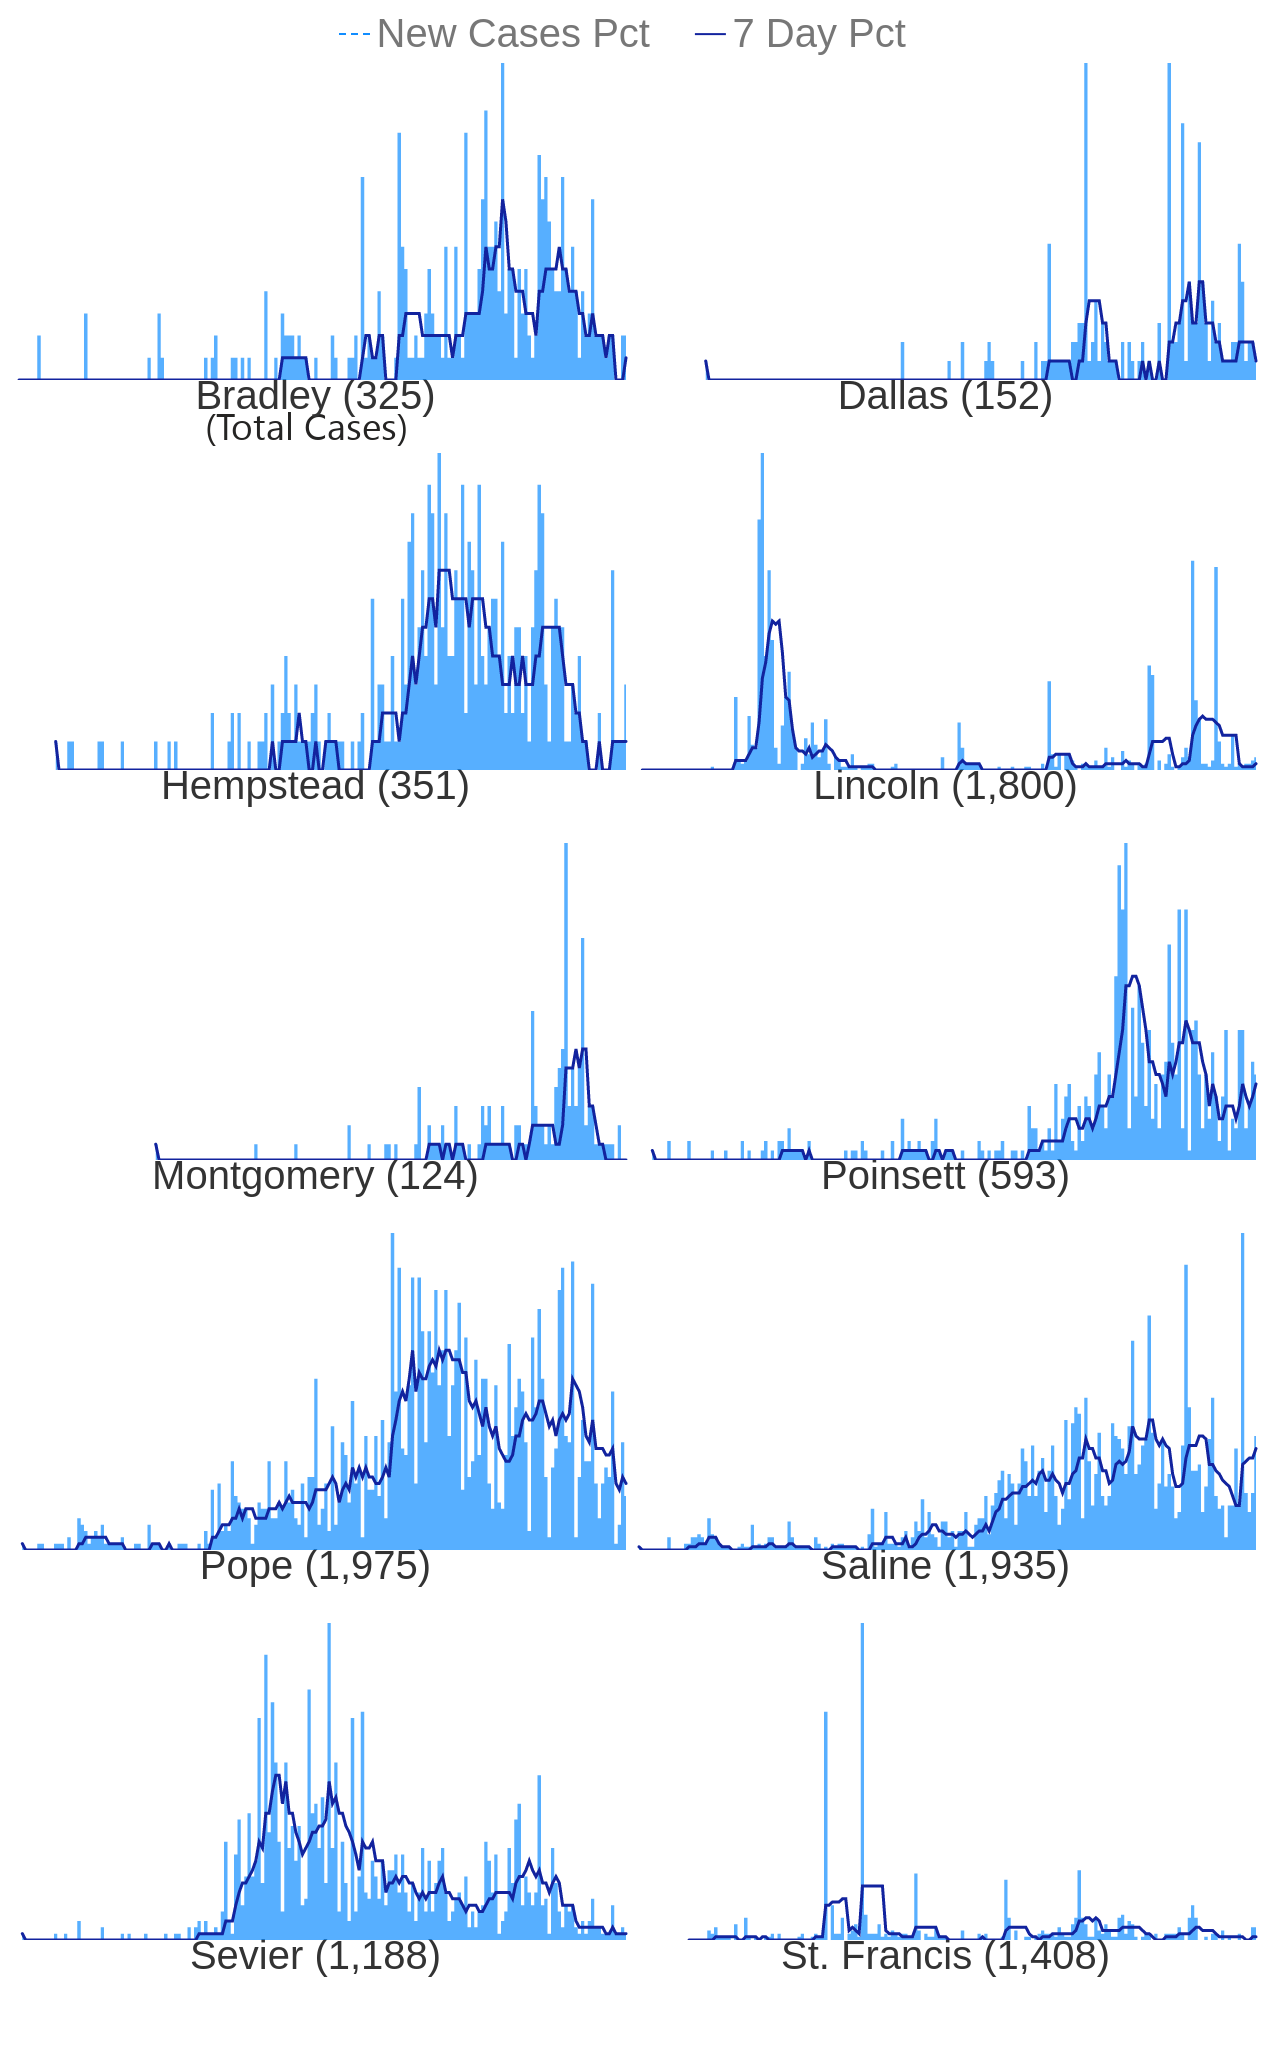 New Cases Pct 7 Day Pct
Bradley (325) Dallas (152)
(Total Cases)
Hempstead (351) Lincoln (1,800)
Montgomery (124) Poinsett (593)
Pope (1,975) Saline (1,935)
Sevier (1,188) St. Francis (1,408)